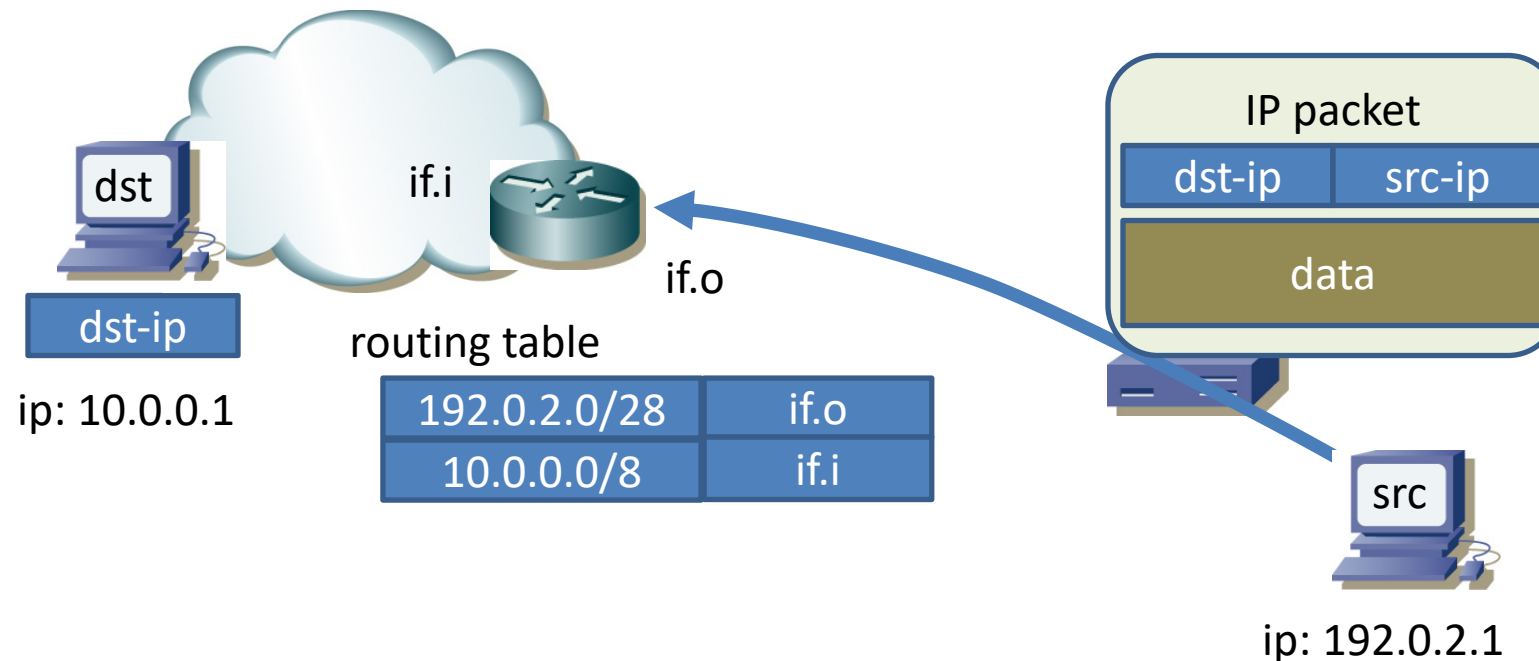 IP packet
dst-ip src-ip
data
dst
if.i
if.o
dst-ip
ip: 10.0.0.1
routing table
192.0.2.0/28 if.o
10.0.0.0/8 if.i
src
ip: 192.0.2.1